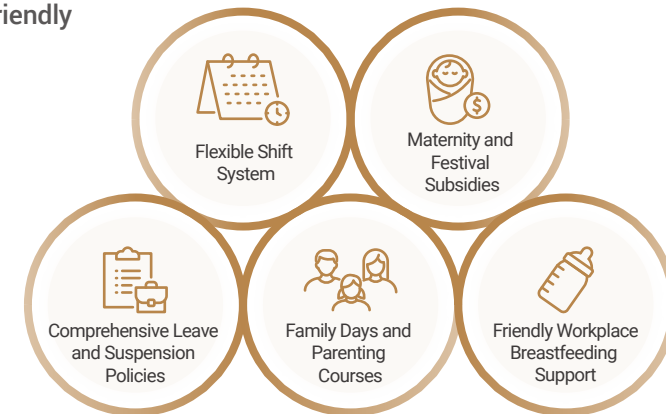 Flexible Shift
System
Maternity and
Festival
Subsidies
Comprehensive Leave
and Suspension
Policies
Family Days and
Parenting
Courses
Friendly Workplace
Breastfeeding
Support